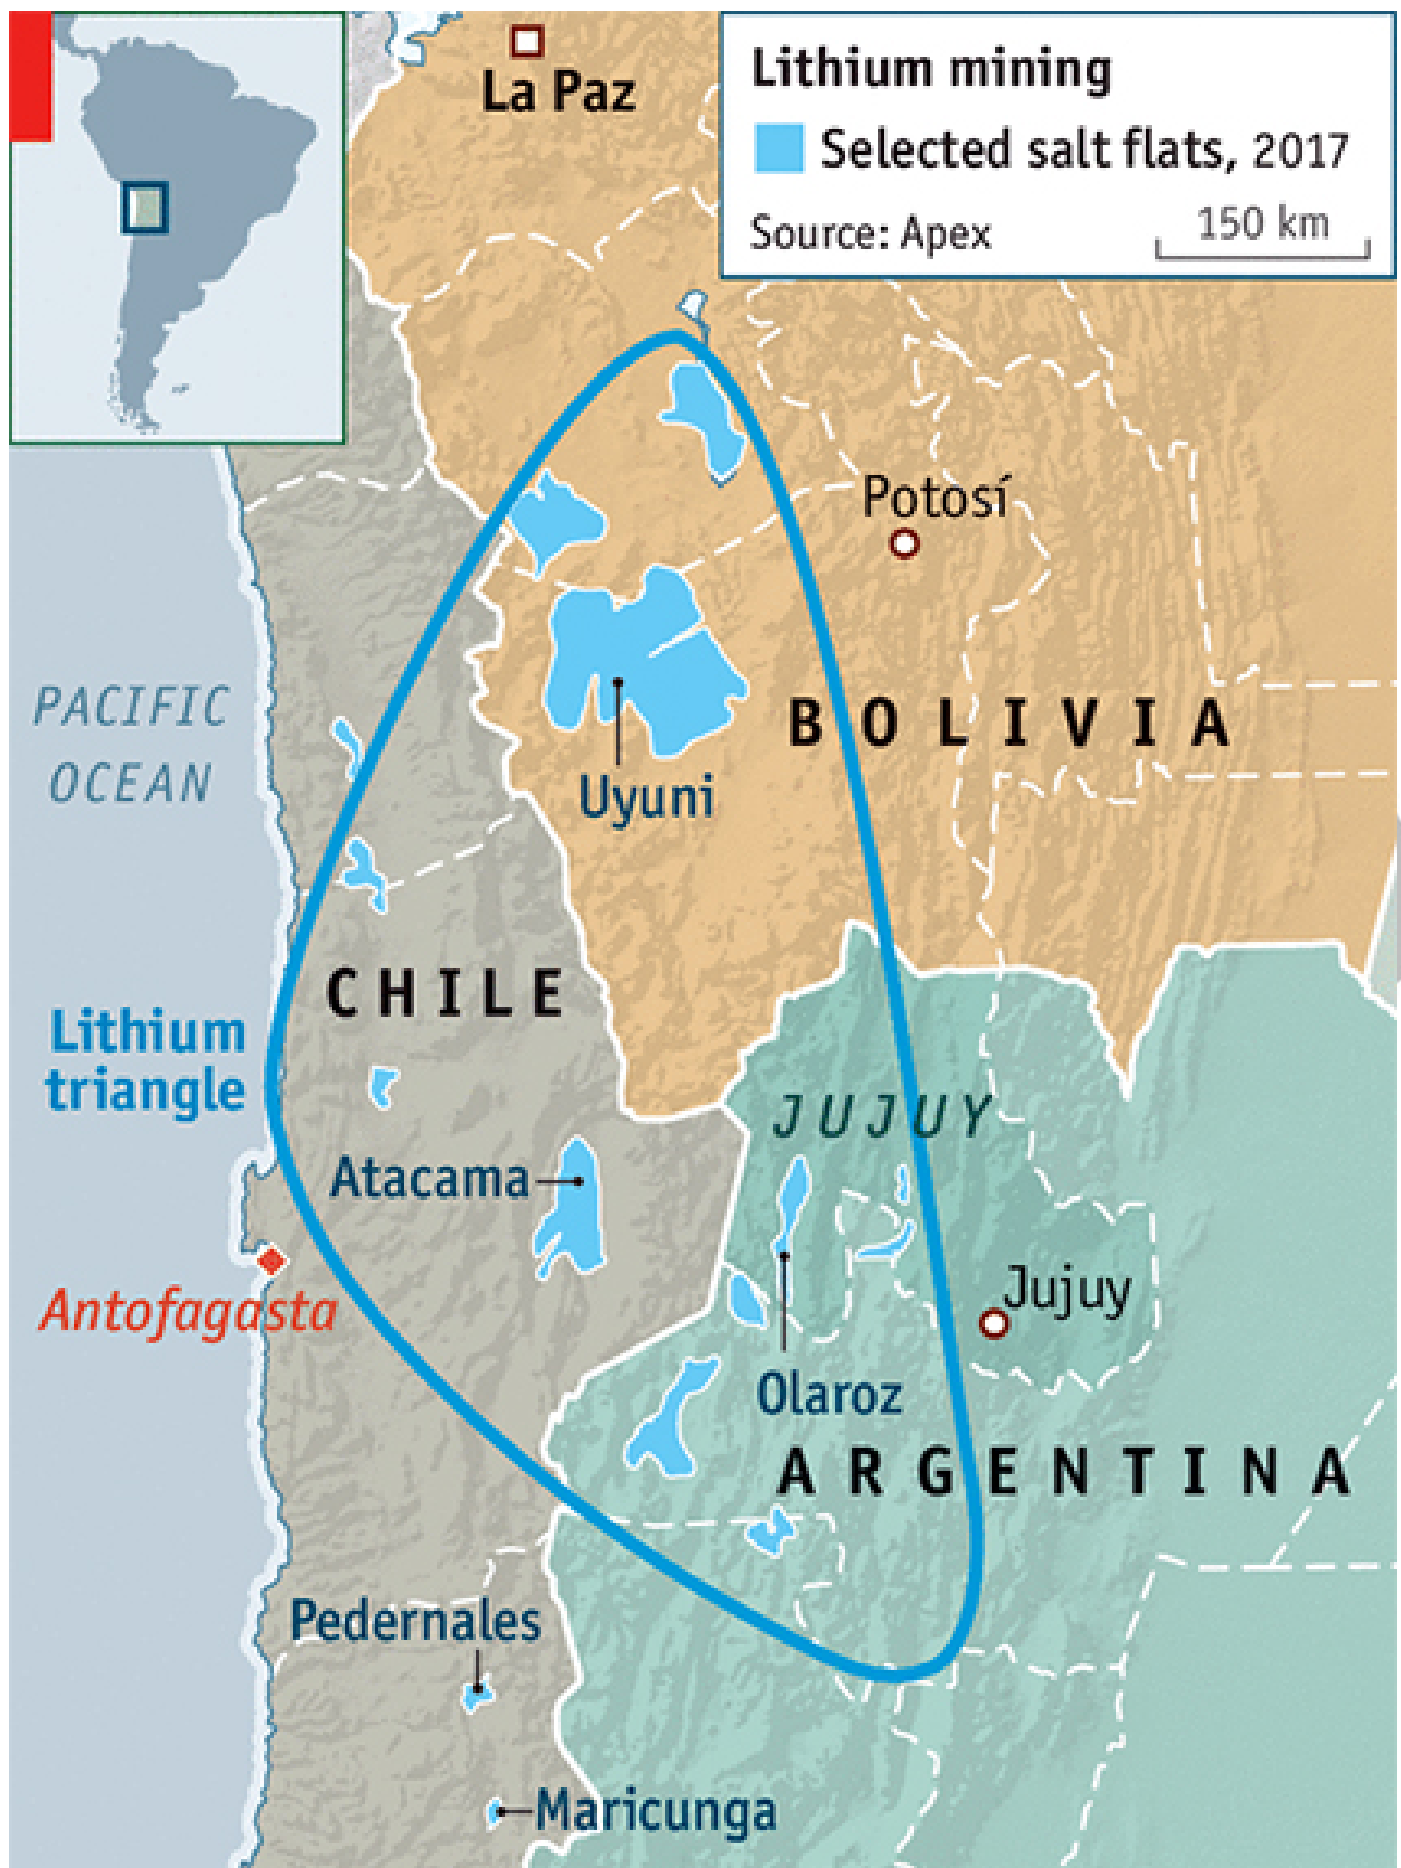 La Paz
Lithium mining
Selected salt flats, 2017
Source: Apex
150 km
Potosí
PACIFIC
OCEAN
BOLIVIA
Uyuni
CHILE
Lithium
triangle
JUJUY
Atacama
Antofagasta
Jujuy
Olaroz
ARGENTINA
Pedernales
Maricunga